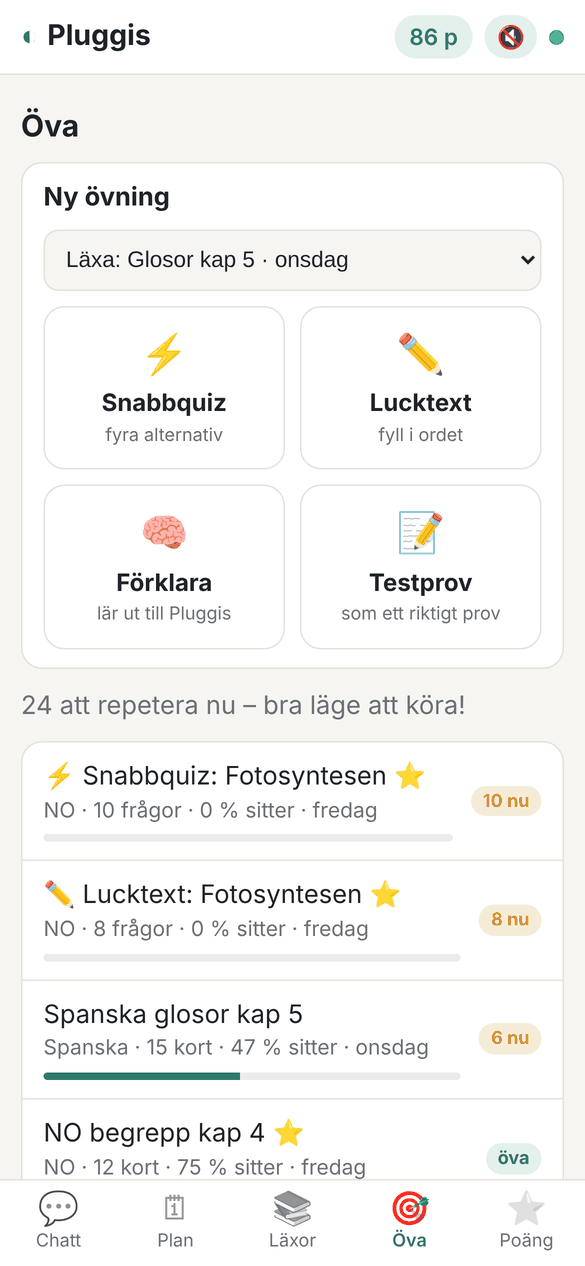 Pluggis
86 p
Öva
Ny övning
Läxa: Glosor kap 5 · onsdag
Snabbquiz
fyra alternativ
Lucktext
fyll i ordet
Förklara
lär ut till Pluggis
Testprov
som ett riktigt prov
24 att repetera nu – bra läge att köra!
Snabbquiz: Fotosyntesen
NO · 10 frågor · 0 % sitter · fredag
10 nu
Lucktext: Fotosyntesen
NO · 8 frågor · 0 % sitter · fredag
8 nu
Spanska glosor kap 5
Spanska · 15 kort · 47 % sitter · onsdag
6 nu
NO begrepp kap 4
NO · 12 kort · 75 % sitter · fredag
öva
Chatt
Plan
Läxor
Öva
Poäng